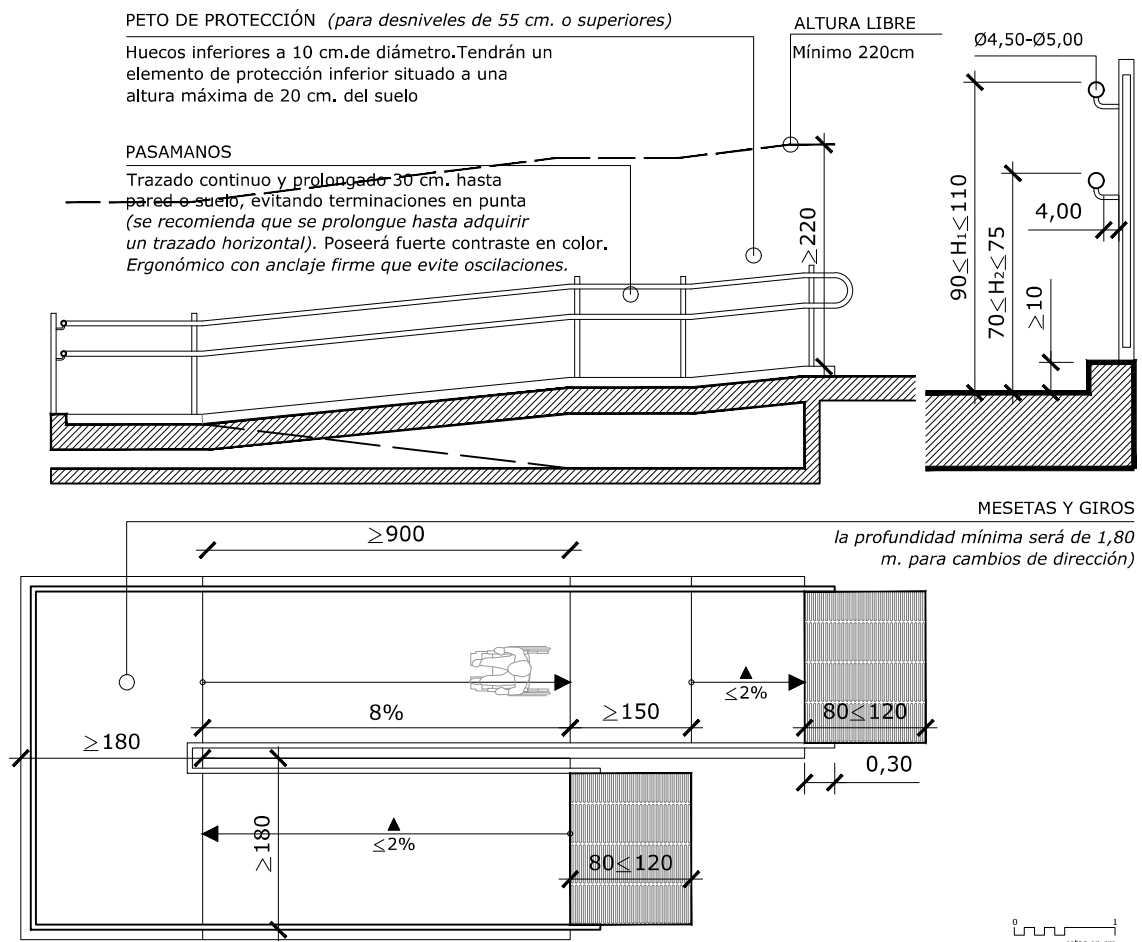 PETO DE PROTECCIÓN (para desniveles de 55 cm. o superiores)
Huecos inferiores a 10 cm.de diámetro.Tendrán un
elemento de protección inferior situado a una
altura máxima de 20 cm. del suelo
ALTURA LIBRE
Mínimo 220cm
Ø4,50-Ø5,00
PASAMANOS
Trazado continuo y prolongado 30 cm. hasta
pared o suelo, evitando terminaciones en punta
(se recomienda que se prolongue hasta adquirir
un trazado horizontal). Poseerá fuerte contraste en color.
Ergonómico con anclaje firme que evite oscilaciones.
≥220
90≤H₁≤110
70≤H₂≤75
≥10
4,00
MESETAS Y GIROS
la profundidad mínima será de 1,80
m. para cambios de dirección)
≥900
≤2%
8%
≥150
80≤120
≥180
0,30
≥180
≤2%
80≤120
0 1